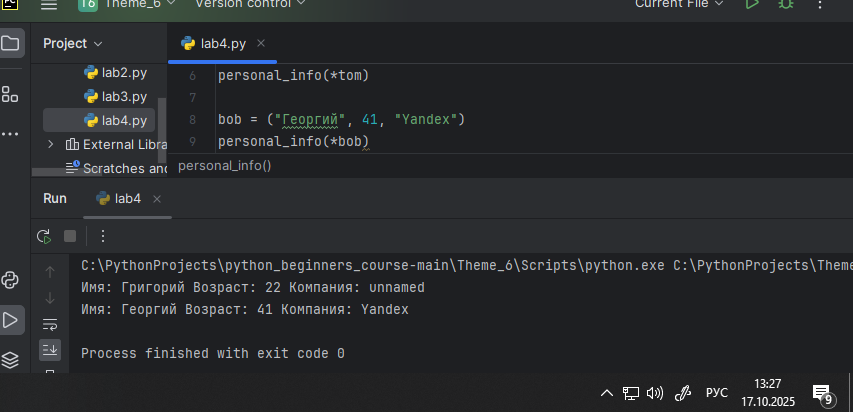 T6 Theme_6 Version control Current File
Project lab4.py
lab2.py
lab3.py
lab4.py
External Libra
Scratches and
6 personal_info(*tom)
7
8 bob = ("Георгий", 41, "Yandex")
9 personal_info(*bob)
personal_info()
Run lab4
C:\PythonProjects\python_beginners_course-main\Theme_6\Scripts\python.exe C:\PythonProjects\Theme
Имя: Григорий Возраст: 22 Компания: unnamed
Имя: Георгий Возраст: 41 Компания: Yandex
Process finished with exit code 0
РУС
13:27
17.10.2025
9